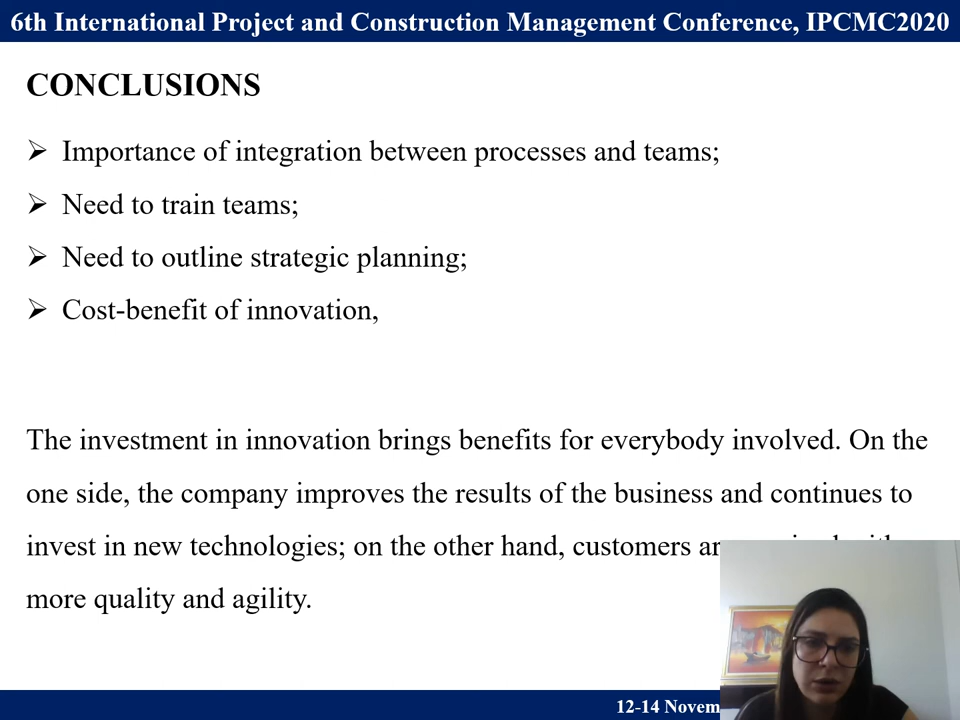 6th International Project and Construction Management Conference, IPCMC2020
CONCLUSIONS
➢ Importance of integration between processes and teams;
➢ Need to train teams;
➢ Need to outline strategic planning;
➢ Cost-benefit of innovation,
The investment in innovation brings benefits for everybody involved. On the
one side, the company improves the results of the business and continues to
invest in new technologies; on the other hand, customers
more quality and agility.
12-14